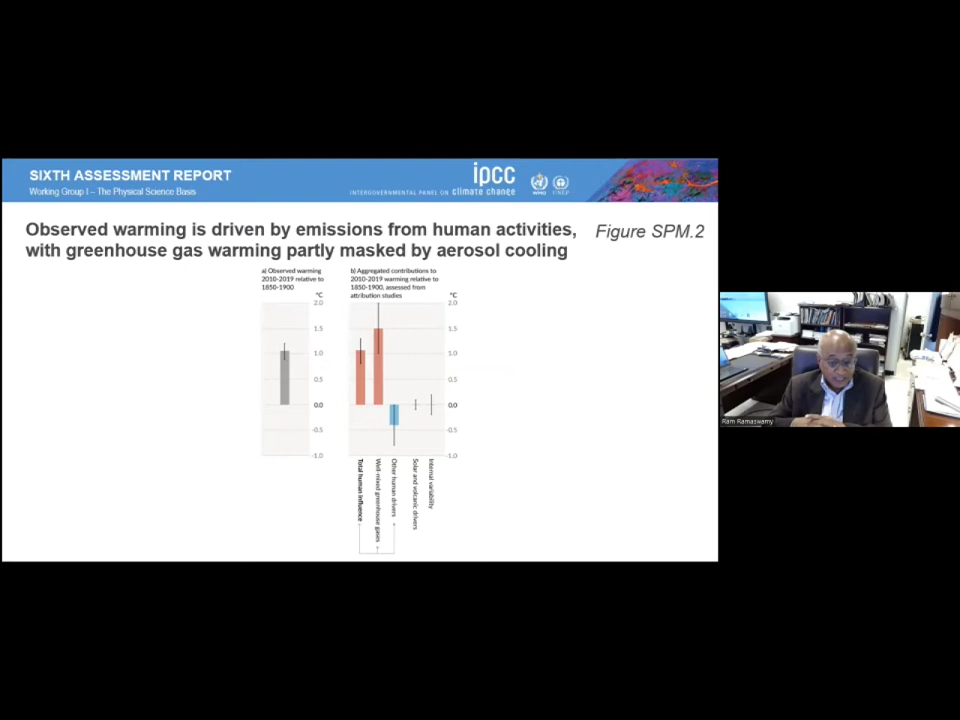 SIXTH ASSESSMENT REPORT
Working Group I – The Physical Science Basis
ipcc
INTERGOVERNMENTAL PANEL ON climate change
WMO
UNEP
Observed warming is driven by emissions from human activities,
with greenhouse gas warming partly masked by aerosol cooling
Figure SPM.2
a) Observed warming
2010-2019 relative to
1850-1900
°C
2.0
1.5
1.0
0.5
0.0
-0.5
-1.0
b) Aggregated contributions to
2010-2019 warming relative to
1850-1900, assessed from
attribution studies
°C
2.0
1.5
1.0
0.5
0.0
-0.5
-1.0
Total human influence
Well-mixed greenhouse gases
Other human drivers
Solar and volcanic drivers
Internal variability
Ram Ramaswamy